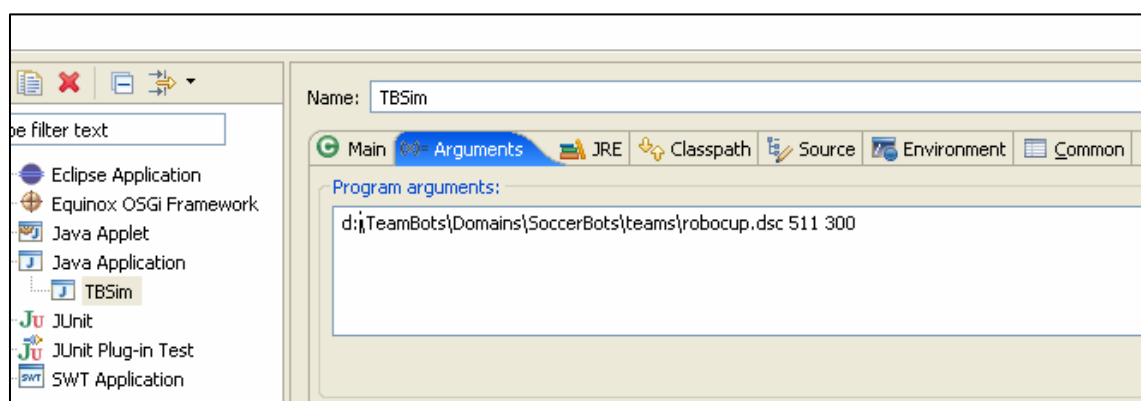 Name: TBSim
pe filter text
Main (x)= Arguments JRE Classpath Source Environment Common
Eclipse Application
Equinox OSGi Framework
Java Applet
Java Application
TBSim
JUnit
JUnit Plug-in Test
SWT Application
Program arguments:
d:\TeamBots\Domains\SoccerBots\teams\robocup.dsc 511 300